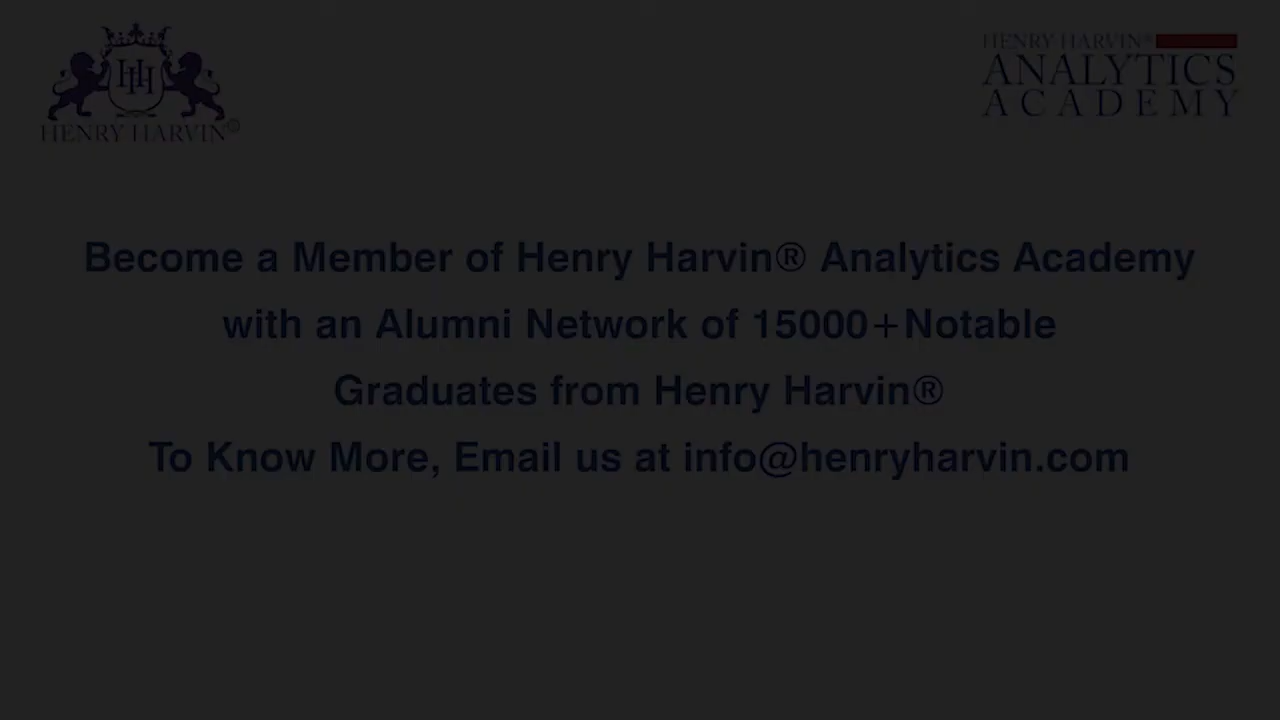 HH
HENRY HARVIN®
HENRY HARVIN®
ANALYTICS
ACADEMY
Become a Member of Henry Harvin® Analytics Academy
with an Alumni Network of 15000+Notable
Graduates from Henry Harvin®
To Know More, Email us at info@henryharvin.com